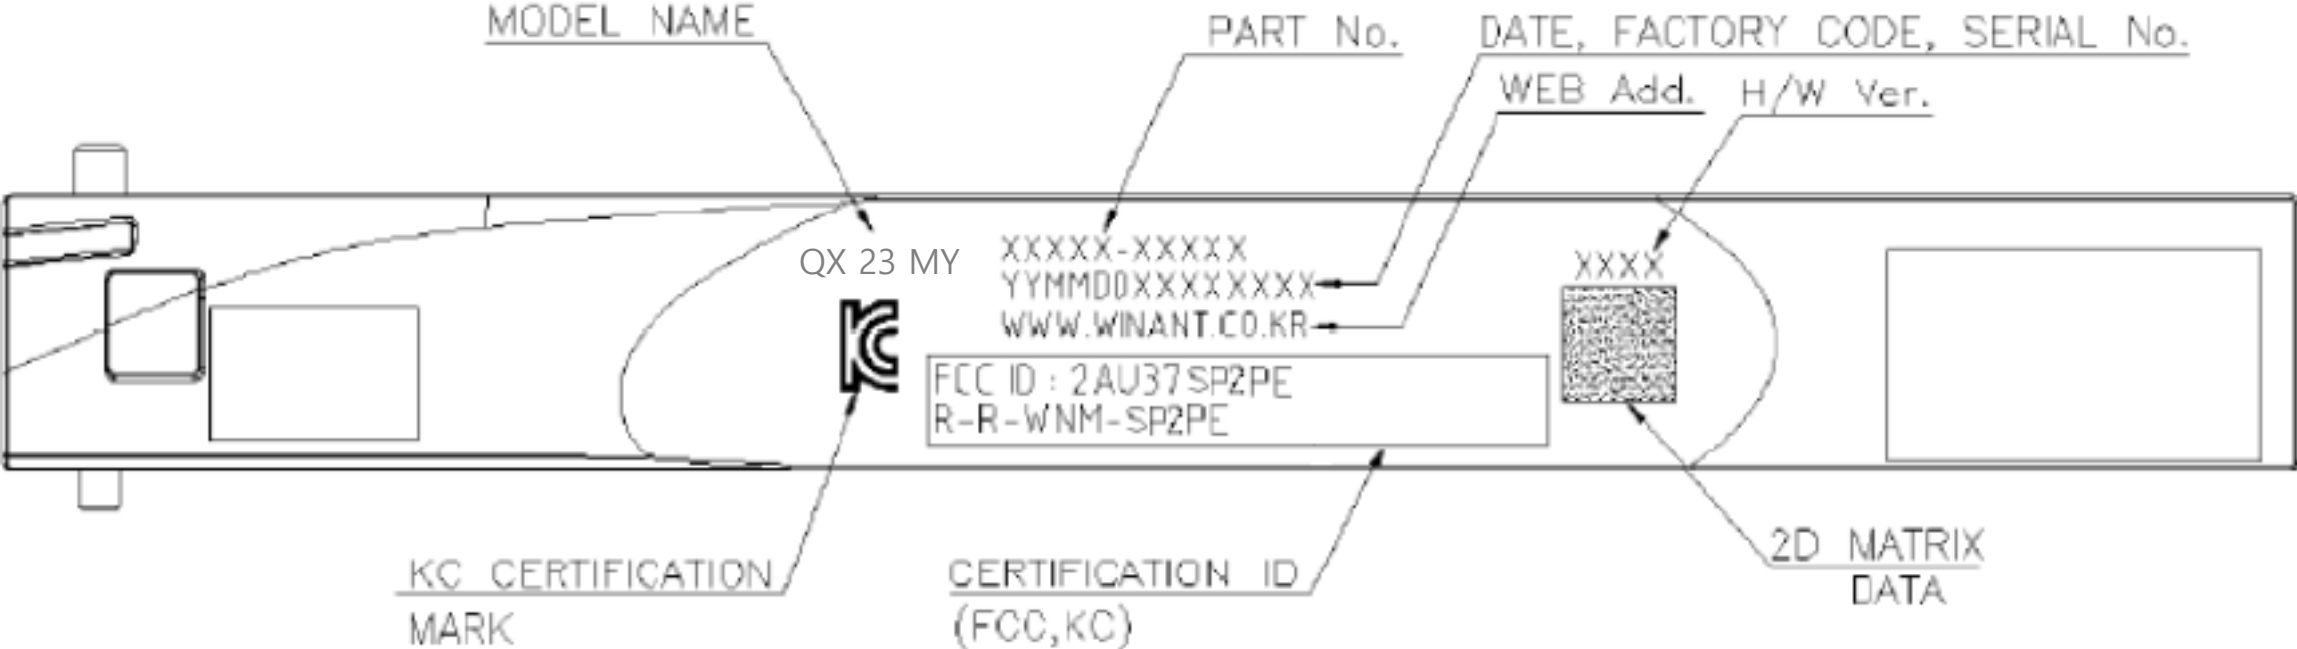 MODEL NAME
PART No.
DATE, FACTORY CODE, SERIAL No.
WEB Add.
H/W Ver.
QX 23 MY
XXXXX-XXXXX
YYMMDDXXXXXXXX
WWW.WINANT.CO.KR
XXXX
KC
FCC ID : 2AU37SP2PE
R-R-WNM-SP2PE
KC CERTIFICATION
MARK
CERTIFICATION ID
(FCC,KC)
2D MATRIX
DATA